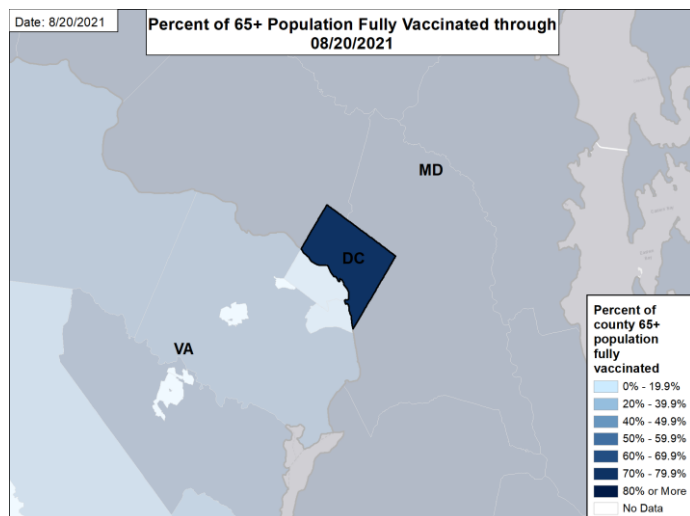 Date: 8/20/2021
Percent of 65+ Population Fully Vaccinated through
08/20/2021
MD
DC
VA
Percent of
county 65+
population
fully
vaccinated
0% - 19.9%
20% - 39.9%
40% - 49.9%
50% - 59.9%
60% - 69.9%
70% - 79.9%
80% or More
No Data